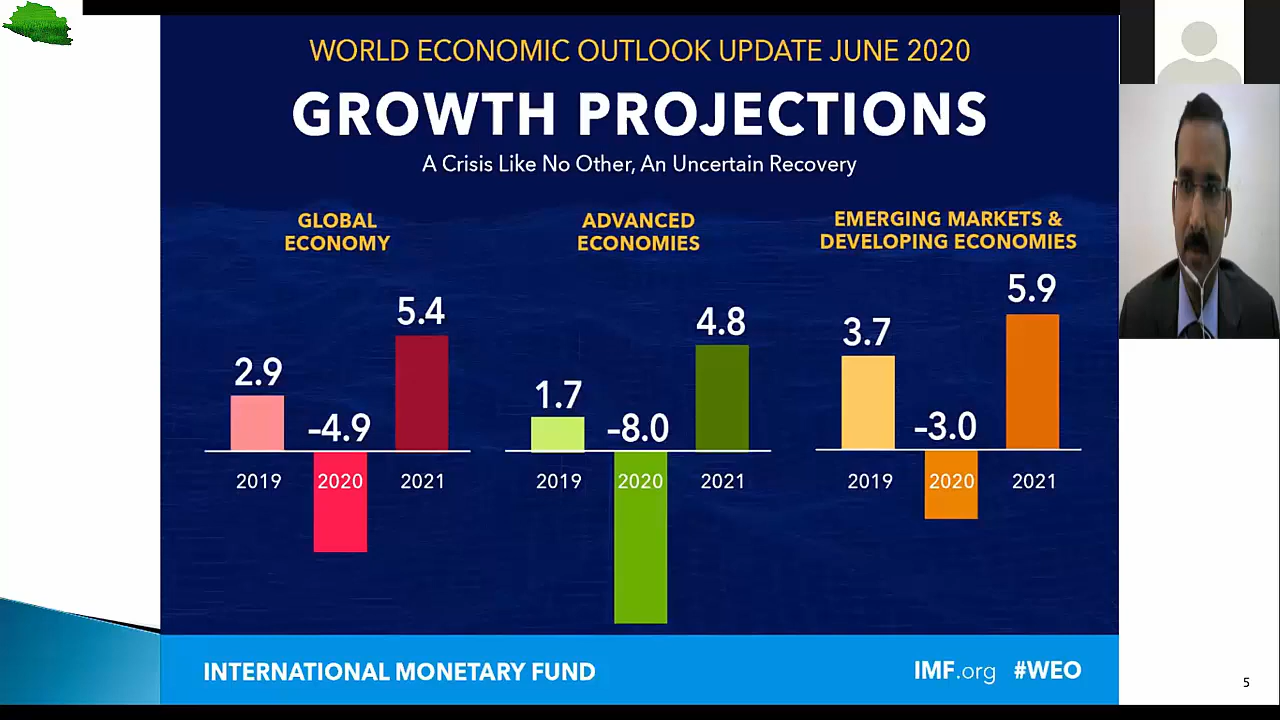 WORLD ECONOMIC OUTLOOK UPDATE JUNE 2020
GROWTH PROJECTIONS
A Crisis Like No Other, An Uncertain Recovery
GLOBAL
ECONOMY
2.9
-4.9
5.4
2019
2020
2021
ADVANCED
ECONOMIES
1.7
-8.0
4.8
2019
2020
2021
EMERGING MARKETS &
DEVELOPING ECONOMIES
3.7
-3.0
5.9
2019
2020
2021
INTERNATIONAL MONETARY FUND
IMF.org #WEO
5